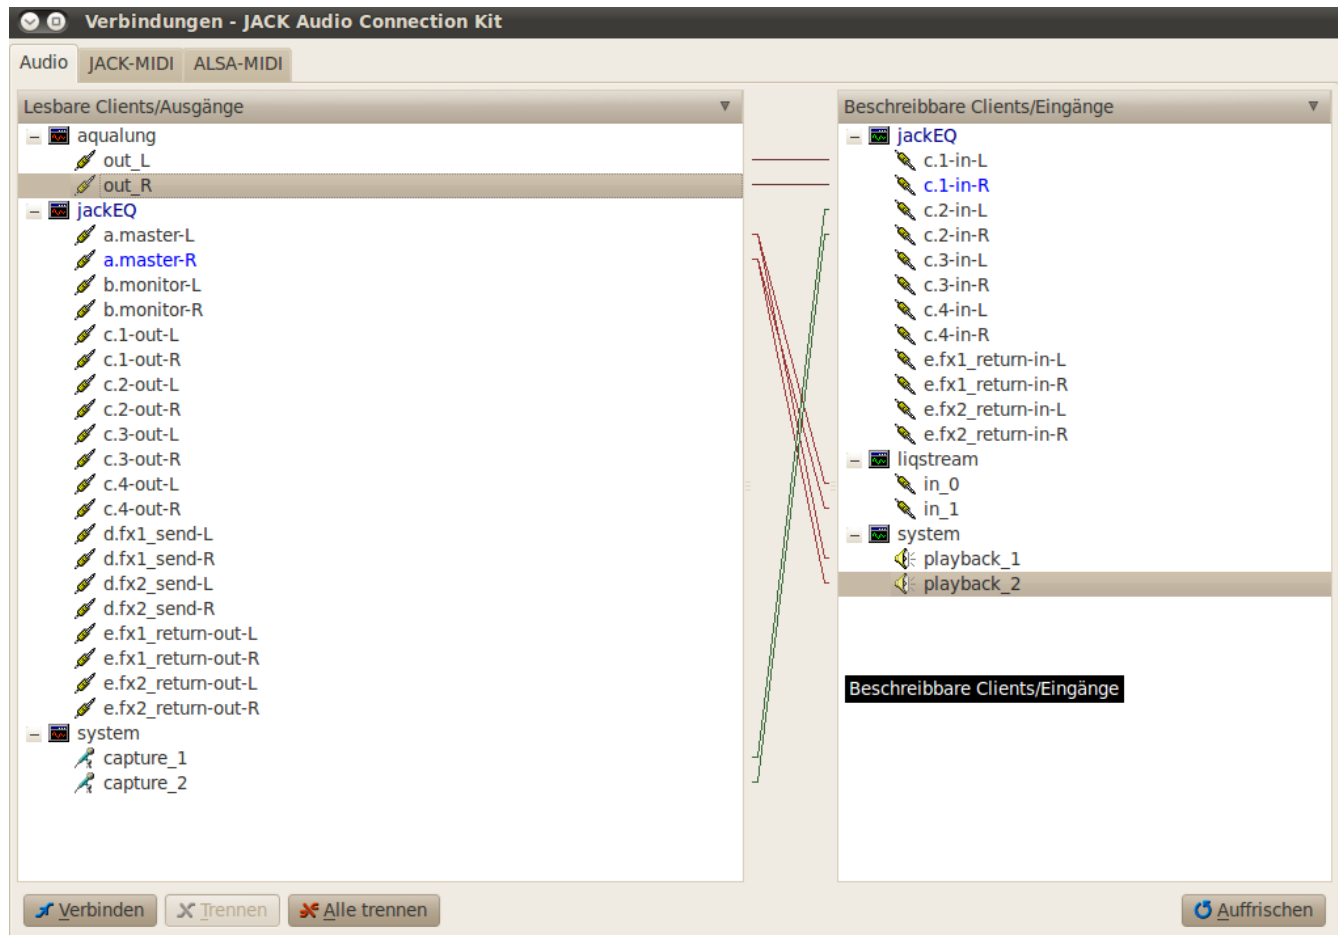 Verbindungen - JACK Audio Connection Kit
Audio JACK-MIDI ALSA-MIDI
Lesbare Clients/Ausgänge
aqualung
out_L
out_R
jackEQ
a.master-L
a.master-R
b.monitor-L
b.monitor-R
c.1-out-L
c.1-out-R
c.2-out-L
c.2-out-R
c.3-out-L
c.3-out-R
c.4-out-L
c.4-out-R
d.fx1_send-L
d.fx1_send-R
d.fx2_send-L
d.fx2_send-R
e.fx1_return-out-L
e.fx1_return-out-R
e.fx2_return-out-L
e.fx2_return-out-R
system
capture_1
capture_2
Beschreibbare Clients/Eingänge
jackEQ
c.1-in-L
c.1-in-R
c.2-in-L
c.2-in-R
c.3-in-L
c.3-in-R
c.4-in-L
c.4-in-R
e.fx1_return-in-L
e.fx1_return-in-R
e.fx2_return-in-L
e.fx2_return-in-R
liqstream
in_0
in_1
system
playback_1
playback_2
Beschreibbare Clients/Eingänge
Verbinden Trennen Alle trennen Auffrischen